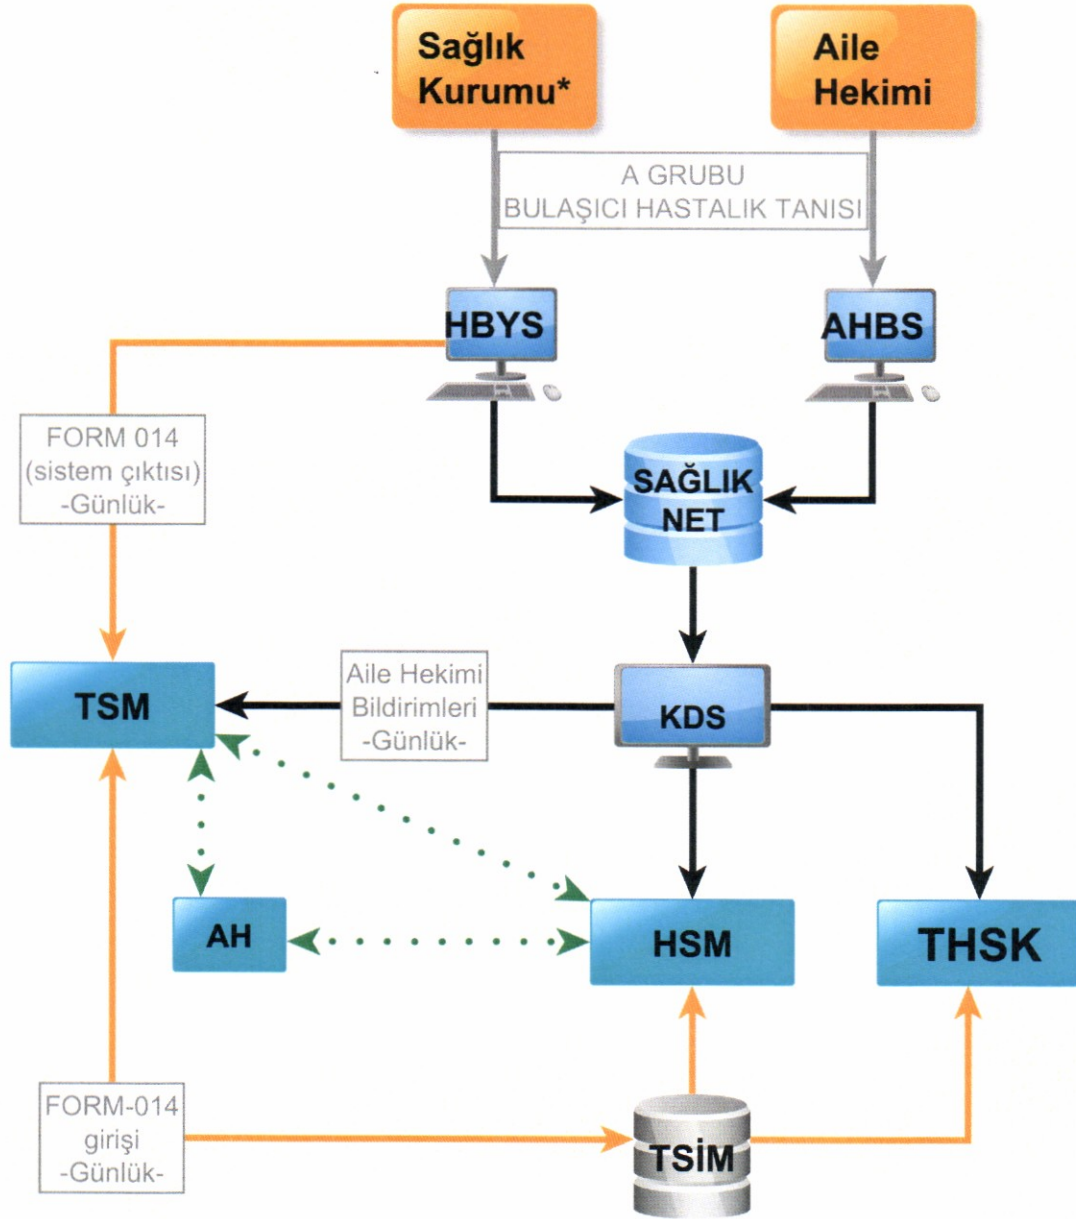 Sağlık
Kurumu*
Aile
Hekimi
A GRUBU
BULAŞICI HASTALIK TANISI
HBYS
AHBS
FORM 014
(sistem çıktısı)
-Günlük-
SAĞLIK
NET
TSM
Aile Hekimi
Bildirimleri
-Günlük-
KDS
AH
HSM
THSK
FORM-014
girişi
-Günlük-
TSİM